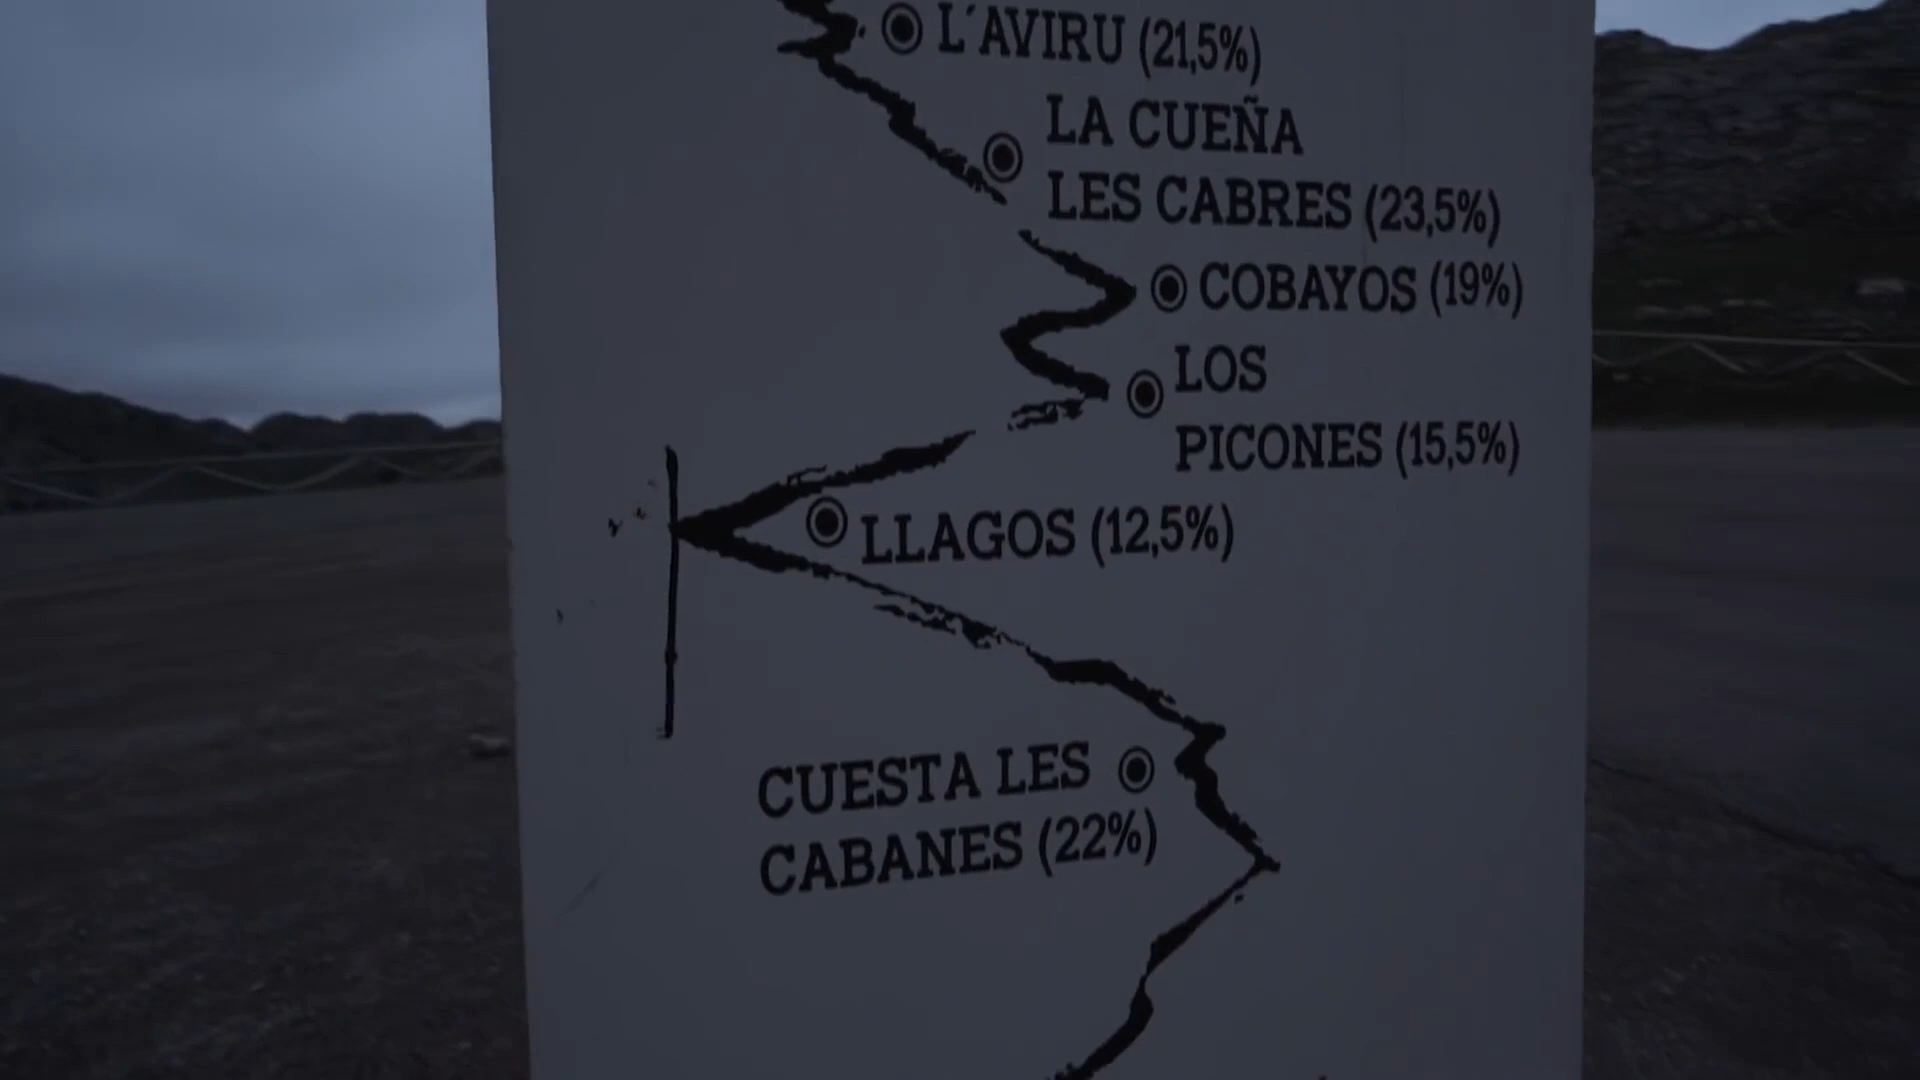 L´AVIRU (21,5%)
LA CUEÑA
LES CABRES (23,5%)
COBAYOS (19%)
LOS
PICONES (15,5%)
LLAGOS (12,5%)
CUESTA LES
CABANES (22%)